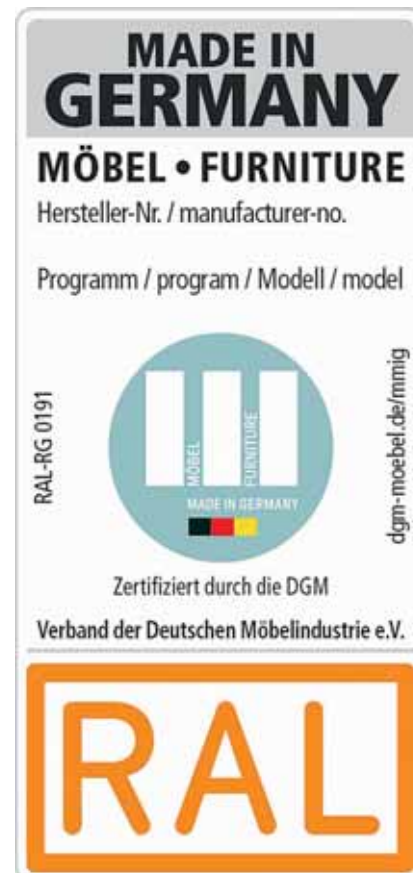 MADE IN
GERMANY
MÖBEL • FURNITURE
Hersteller-Nr. / manufacturer-no.
Programm / program / Modell / model
RAL-RG 0191
MÖBEL
FURNITURE
MADE IN GERMANY
dgm-moebel.de/mmig
Zertifiziert durch die DGM
Verband der Deutschen Möbelindustrie e.V.
RAL